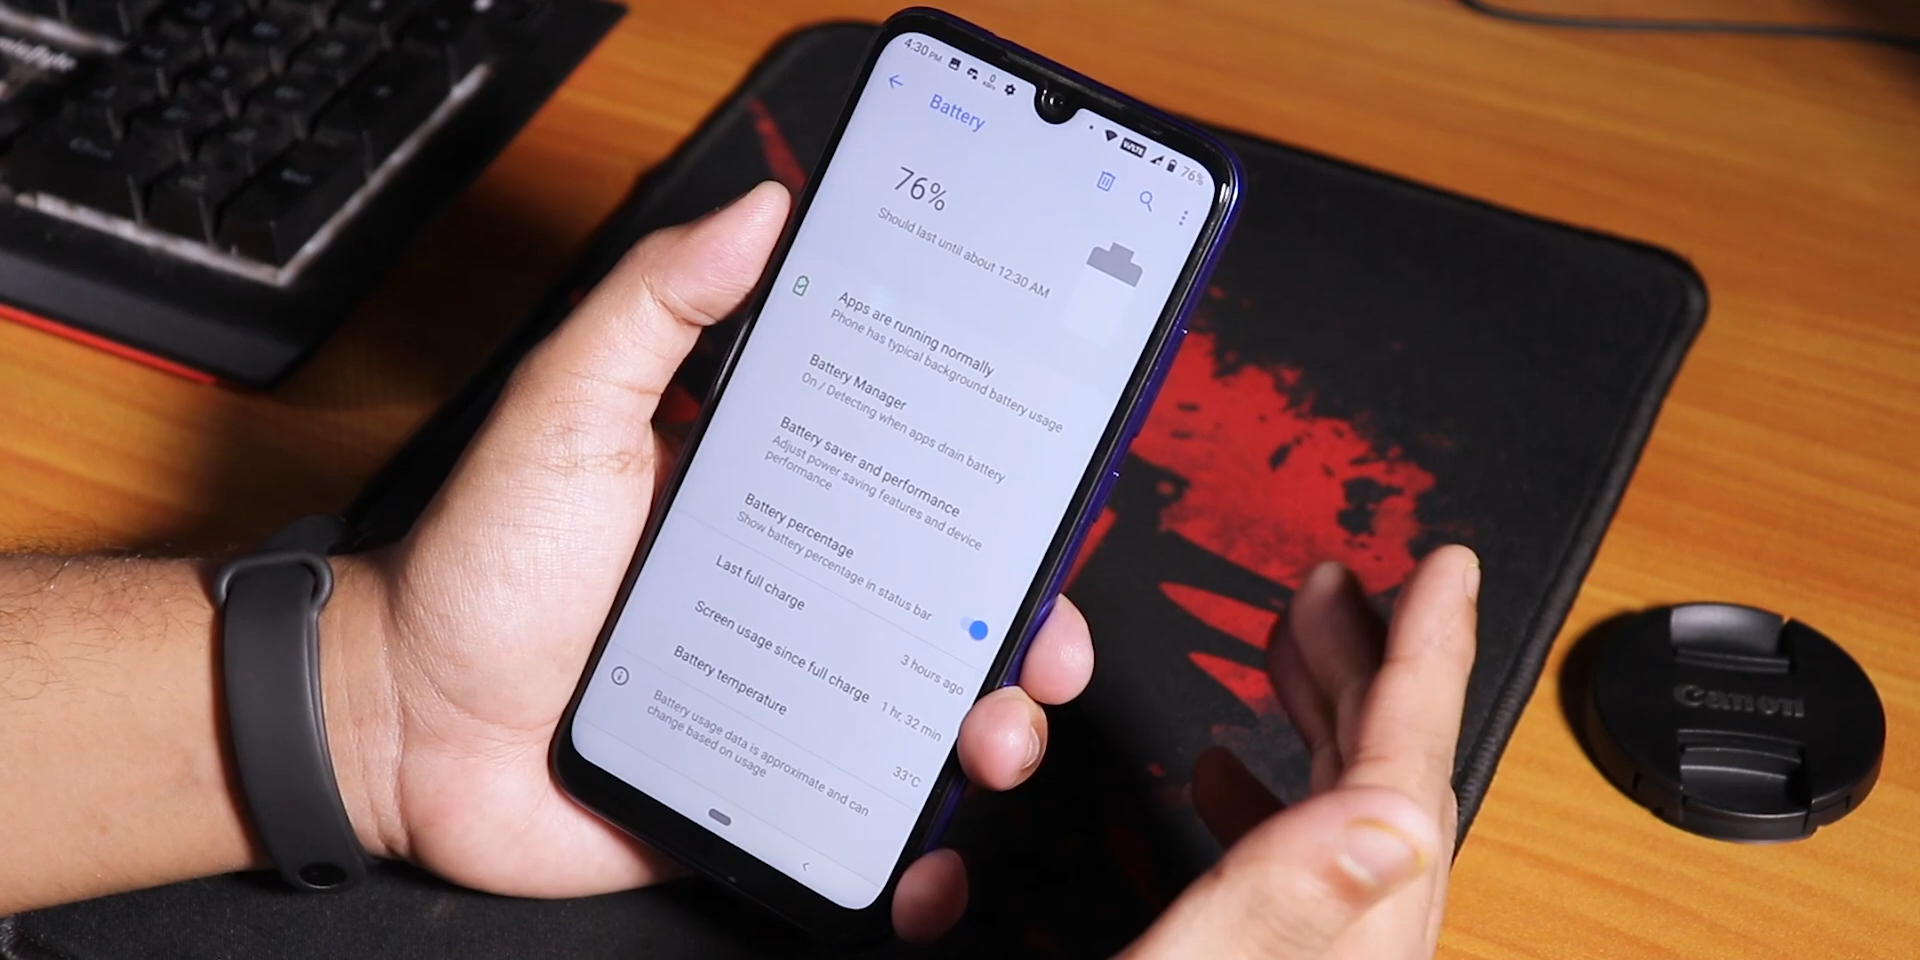 4:30 PM
VoLTE
76%
Battery
76%
Should last until about 12:30 AM
Apps are running normally
Phone has typical background battery usage
Battery Manager
On / Detecting when apps drain battery
Battery saver and performance
Adjust power saving features and device
performance
Battery percentage
Show battery percentage in status bar
Last full charge
3 hours ago
Screen usage since full charge
1 hr, 32 min
Battery temperature
33°C
Battery usage data is approximate and can
change based on usage
Canon